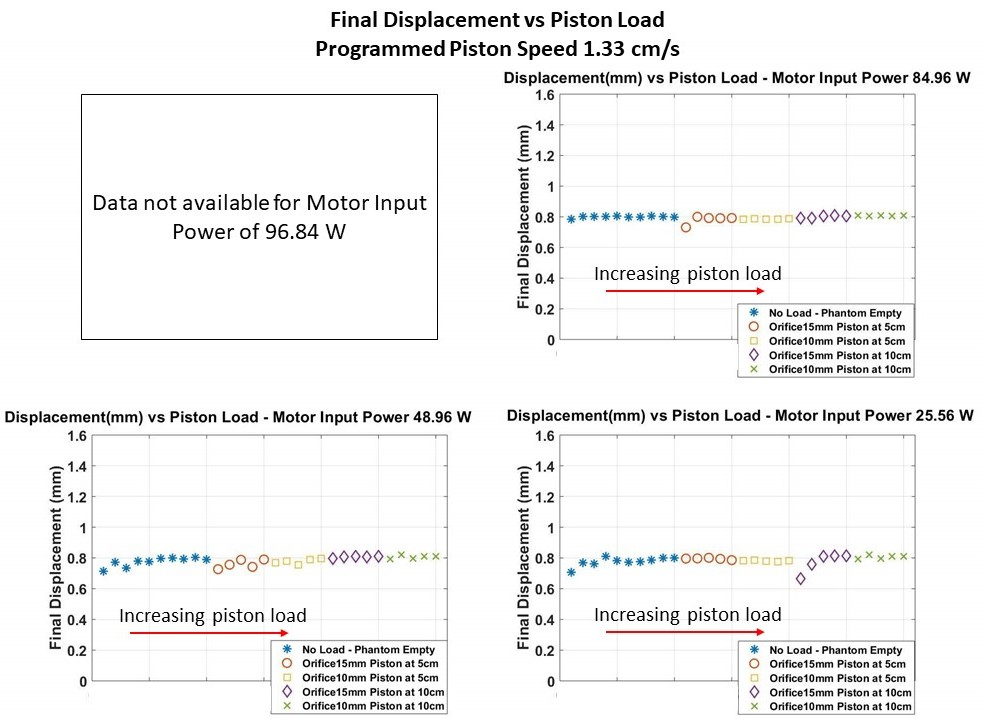 Final Displacement vs Piston Load
Programmed Piston Speed 1.33 cm/s
Data not available for Motor Input
Power of 96.84 W
Displacement(mm) vs Piston Load - Motor Input Power 84.96 W
Final Displacement (mm)
1.6
1.4
1.2
1
0.8
0.6
0.4
0.2
0
Increasing piston load
No Load - Phantom Empty
Orifice15mm Piston at 5cm
Orifice10mm Piston at 5cm
Orifice15mm Piston at 10cm
Orifice10mm Piston at 10cm
Displacement(mm) vs Piston Load - Motor Input Power 48.96 W
Final Displacement (mm)
1.6
1.4
1.2
1
0.8
0.6
0.4
0.2
0
Increasing piston load
No Load - Phantom Empty
Orifice15mm Piston at 5cm
Orifice10mm Piston at 5cm
Orifice15mm Piston at 10cm
Orifice10mm Piston at 10cm
Displacement(mm) vs Piston Load - Motor Input Power 25.56 W
Final Displacement (mm)
1.6
1.4
1.2
1
0.8
0.6
0.4
0.2
0
Increasing piston load
No Load - Phantom Empty
Orifice15mm Piston at 5cm
Orifice10mm Piston at 5cm
Orifice15mm Piston at 10cm
Orifice10mm Piston at 10cm